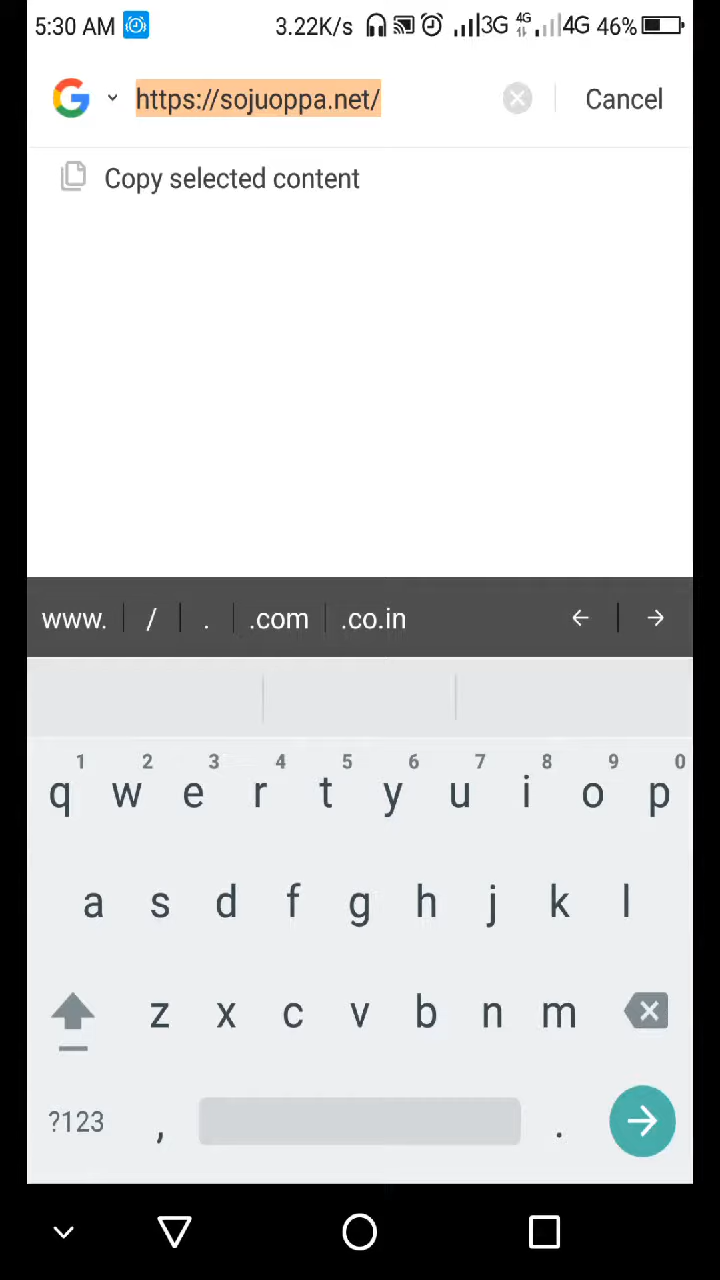 5:30 AM 3.22K/s 3G 4G 4G 46%
https://sojuoppa.net/ Cancel
Copy selected content
www. / . .com .co.in ← →
1 2 3 4 5 6 7 8 9 0
q w e r t y u i o p
a s d f g h j k l
z x c v b n m
?123 , .